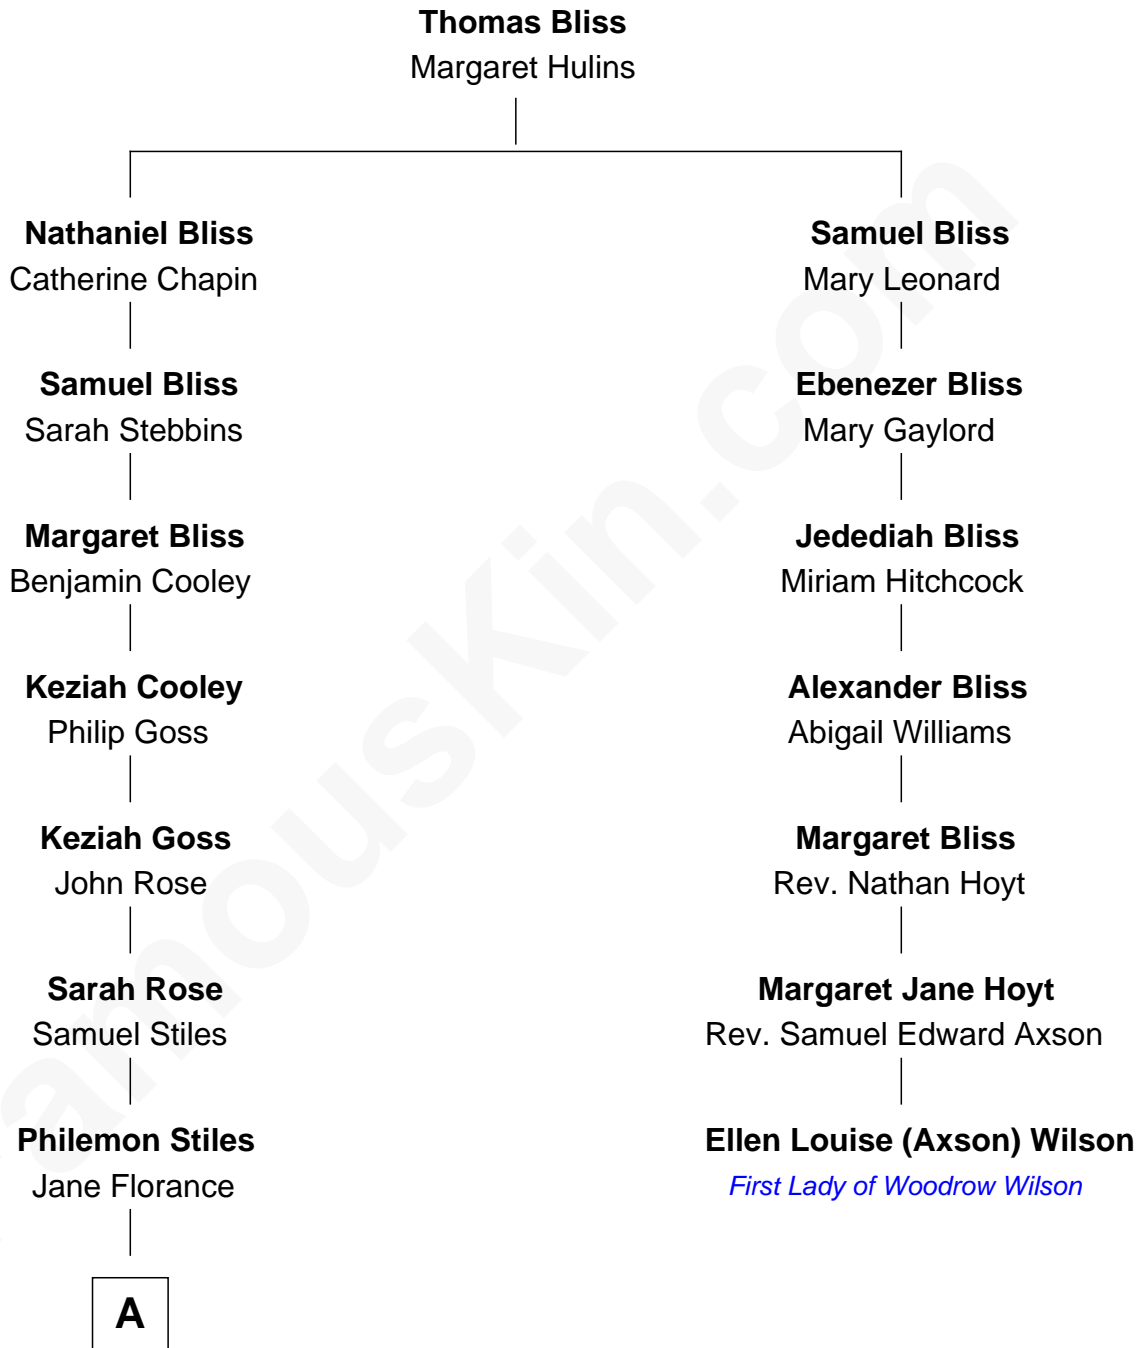 Thomas Bliss
Margaret Hulins
Nathaniel Bliss
Catherine Chapin
Samuel Bliss
Mary Leonard
Samuel Bliss
Sarah Stebbins
Ebenezer Bliss
Mary Gaylord
Margaret Bliss
Benjamin Cooley
Jedediah Bliss
Miriam Hitchcock
Keziah Cooley
Philip Goss
Alexander Bliss
Abigail Williams
Keziah Goss
John Rose
Margaret Bliss
Rev. Nathan Hoyt
Sarah Rose
Samuel Stiles
Margaret Jane Hoyt
Rev. Samuel Edward Axson
Philemon Stiles
Jane Florance
Ellen Louise (Axson) Wilson
First Lady of Woodrow Wilson
A
amouskin.com